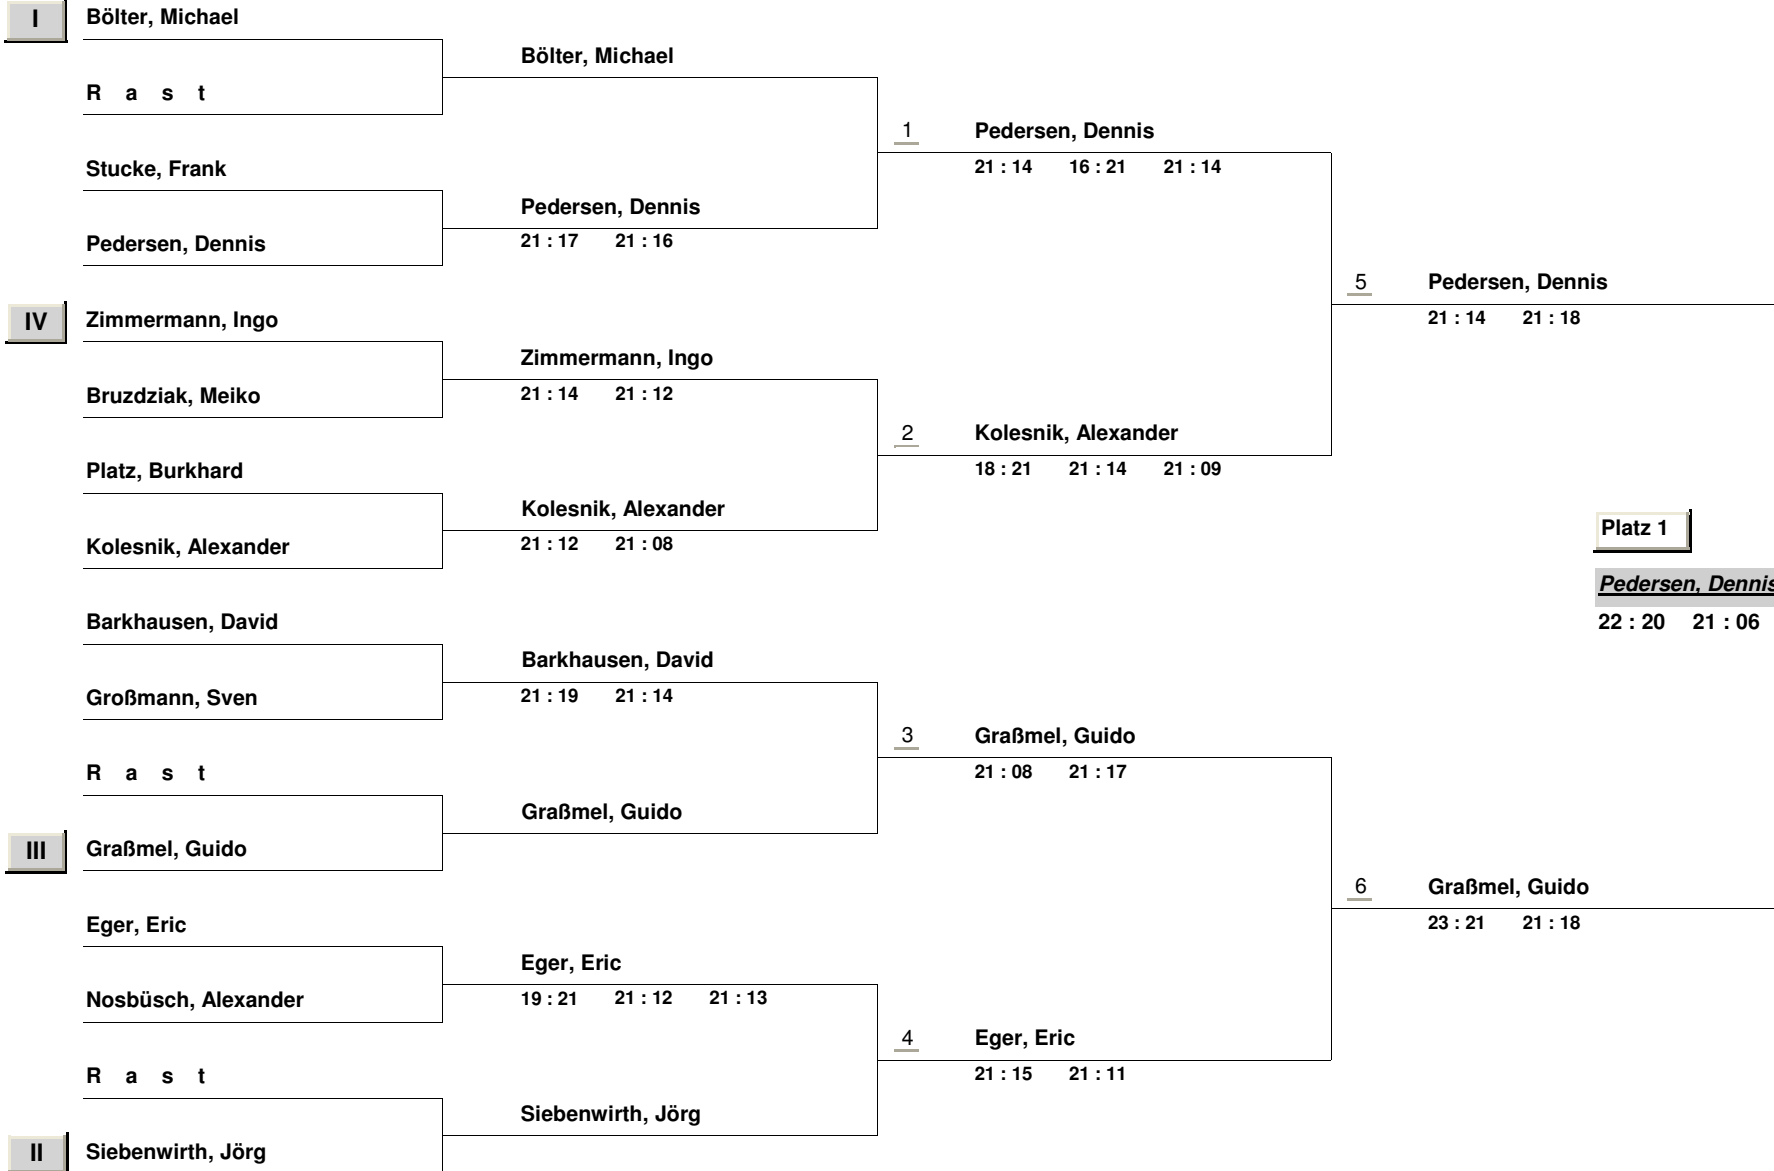 I
Bölter, Michael
Bölter, Michael
R a s t
1
Pedersen, Dennis
21 : 14 16 : 21 21 : 14
Stucke, Frank
Pedersen, Dennis
21 : 17 21 : 16
Pedersen, Dennis
5
Pedersen, Dennis
21 : 14 21 : 18
IV
Zimmermann, Ingo
Zimmermann, Ingo
21 : 14 21 : 12
Bruzdziak, Meiko
2
Kolesnik, Alexander
18 : 21 21 : 14 21 : 09
Platz, Burkhard
Kolesnik, Alexander
21 : 12 21 : 08
Kolesnik, Alexander
Platz 1
Pedersen, Dennis
22 : 20 21 : 06
Barkhausen, David
Barkhausen, David
21 : 19 21 : 14
Großmann, Sven
3
Graßmel, Guido
21 : 08 21 : 17
R a s t
Graßmel, Guido
III
Graßmel, Guido
6
Graßmel, Guido
23 : 21 21 : 18
Eger, Eric
Eger, Eric
19 : 21 21 : 12 21 : 13
Nosbüsch, Alexander
4
Eger, Eric
21 : 15 21 : 11
R a s t
Siebenwirth, Jörg
II
Siebenwirth, Jörg